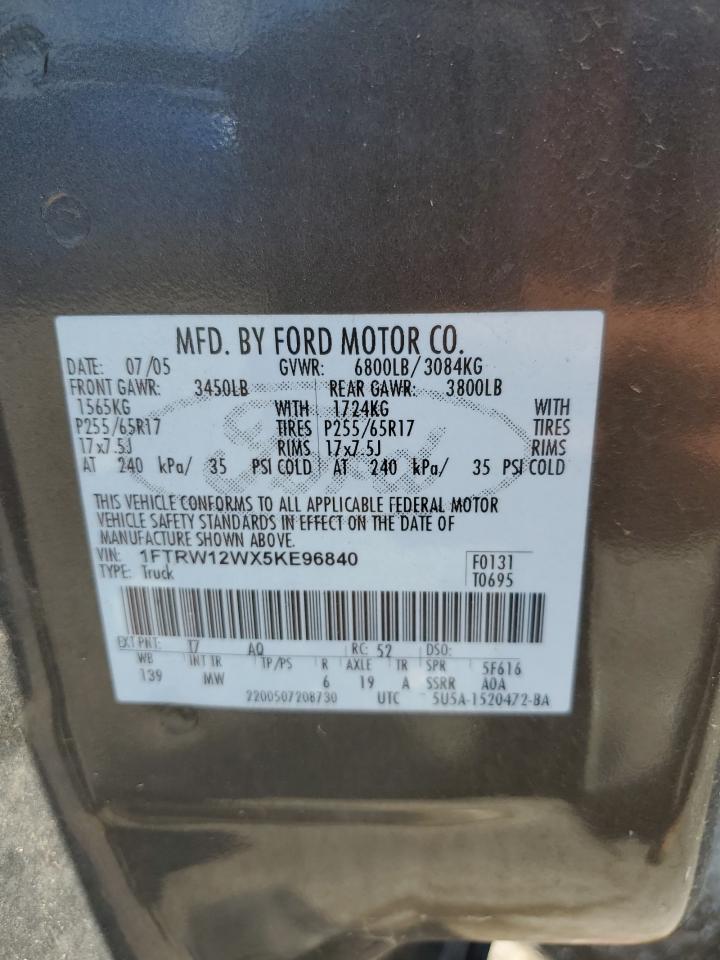 MFD. BY FORD MOTOR CO.
DATE: 07/05 GVWR: 6800LB/3084KG
FRONT GAWR: 3450LB REAR GAWR: 3800LB
1565KG WITH 1724KG WITH
P255/65R17 TIRES P255/65R17 TIRES
17x7.5J RIMS 17x7.5J RIMS
AT 240 kPa/ 35 PSI COLD AT 240 kPa/ 35 PSI COLD
THIS VEHICLE CONFORMS TO ALL APPLICABLE FEDERAL MOTOR
VEHICLE SAFETY STANDARDS IN EFFECT ON THE DATE OF
MANUFACTURE SHOWN ABOVE.
VIN: 1FTRW12WX5KE96840 F0131
TYPE: Truck T0695
EXT PNT: T7 AQ RC: 52 DSO:
WB INT TR TP/PS R AXLE TR SPR 5F616
139 MW 6 19 A SSRR A0A
2200507208730 UTC 5U5A-1520472-BA